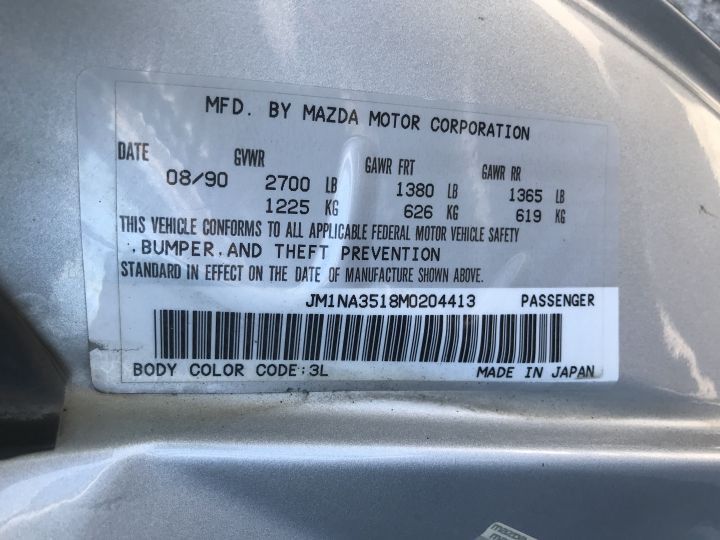 MFD. BY MAZDA MOTOR CORPORATION
DATE GVWR GAWR FRT GAWR RR
08/90 2700 LB 1380 LB 1365 LB
1225 KG 626 KG 619 KG
THIS VEHICLE CONFORMS TO ALL APPLICABLE FEDERAL MOTOR VEHICLE SAFETY
,BUMPER,AND THEFT PREVENTION
STANDARD IN EFFECT ON THE DATE OF MANUFACTURE SHOWN ABOVE.
JM1NA3518M0204413 PASSENGER
BODY COLOR CODE:3L MADE IN JAPAN
mazda